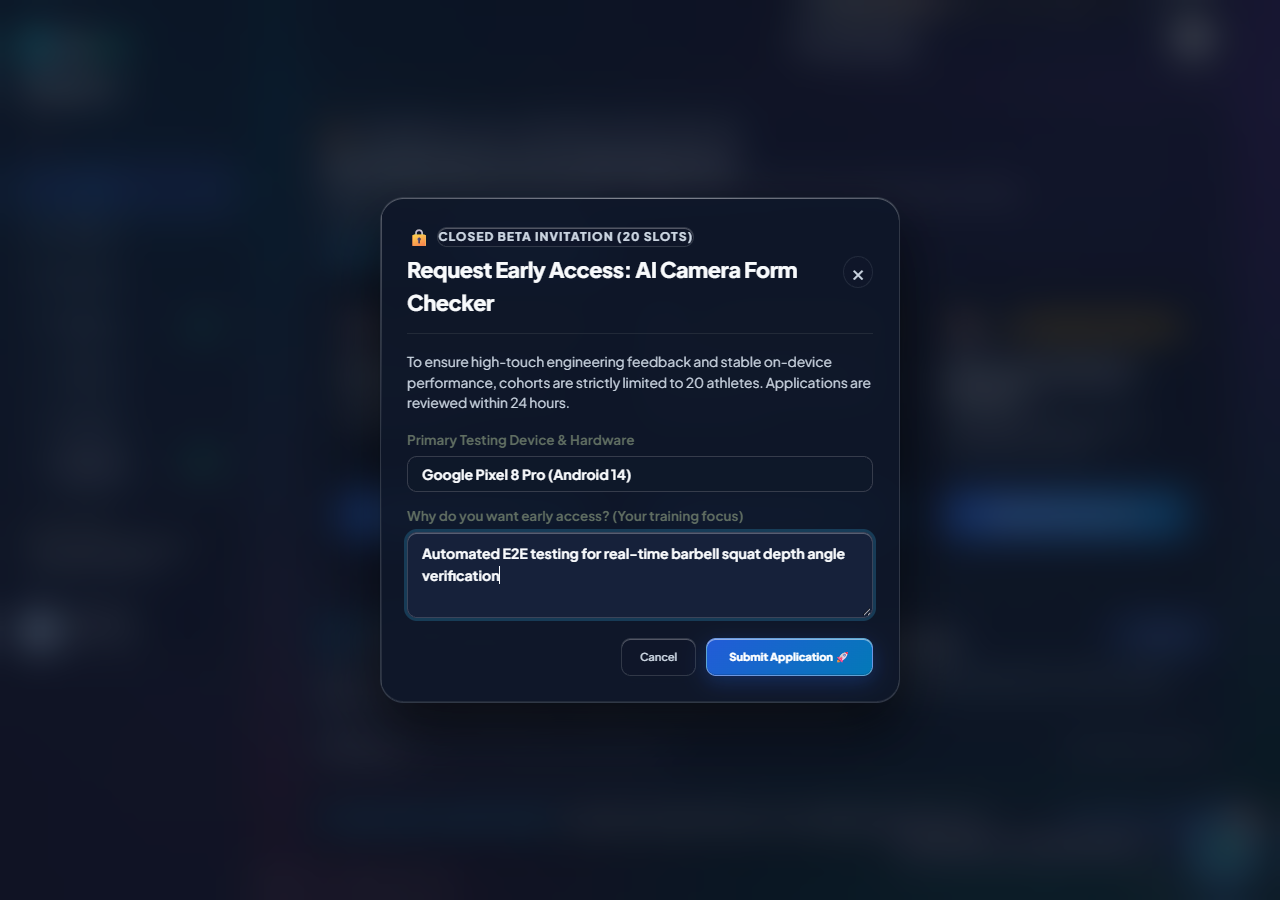 CLOSED BETA INVITATION (20 SLOTS)
Request Early Access: AI Camera Form
Checker
To ensure high-touch engineering feedback and stable on-device
performance, cohorts are strictly limited to 20 athletes. Applications are
reviewed within 24 hours.
Primary Testing Device & Hardware
Google Pixel 8 Pro (Android 14)
Why do you want early access? (Your training focus)
Automated E2E testing for real-time barbell squat depth angle
verification
Cancel
Submit Application 🚀